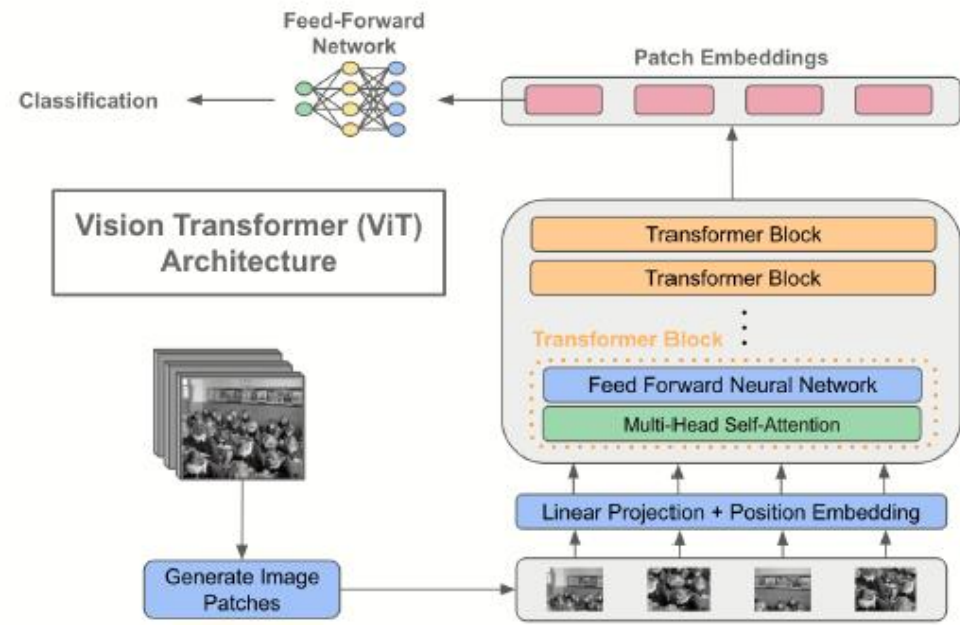 Feed-Forward
Network
Patch Embeddings
Classification
Vision Transformer (ViT)
Architecture
Transformer Block
Transformer Block
Transformer Block
Feed Forward Neural Network
Multi-Head Self-Attention
Linear Projection + Position Embedding
Generate Image
Patches